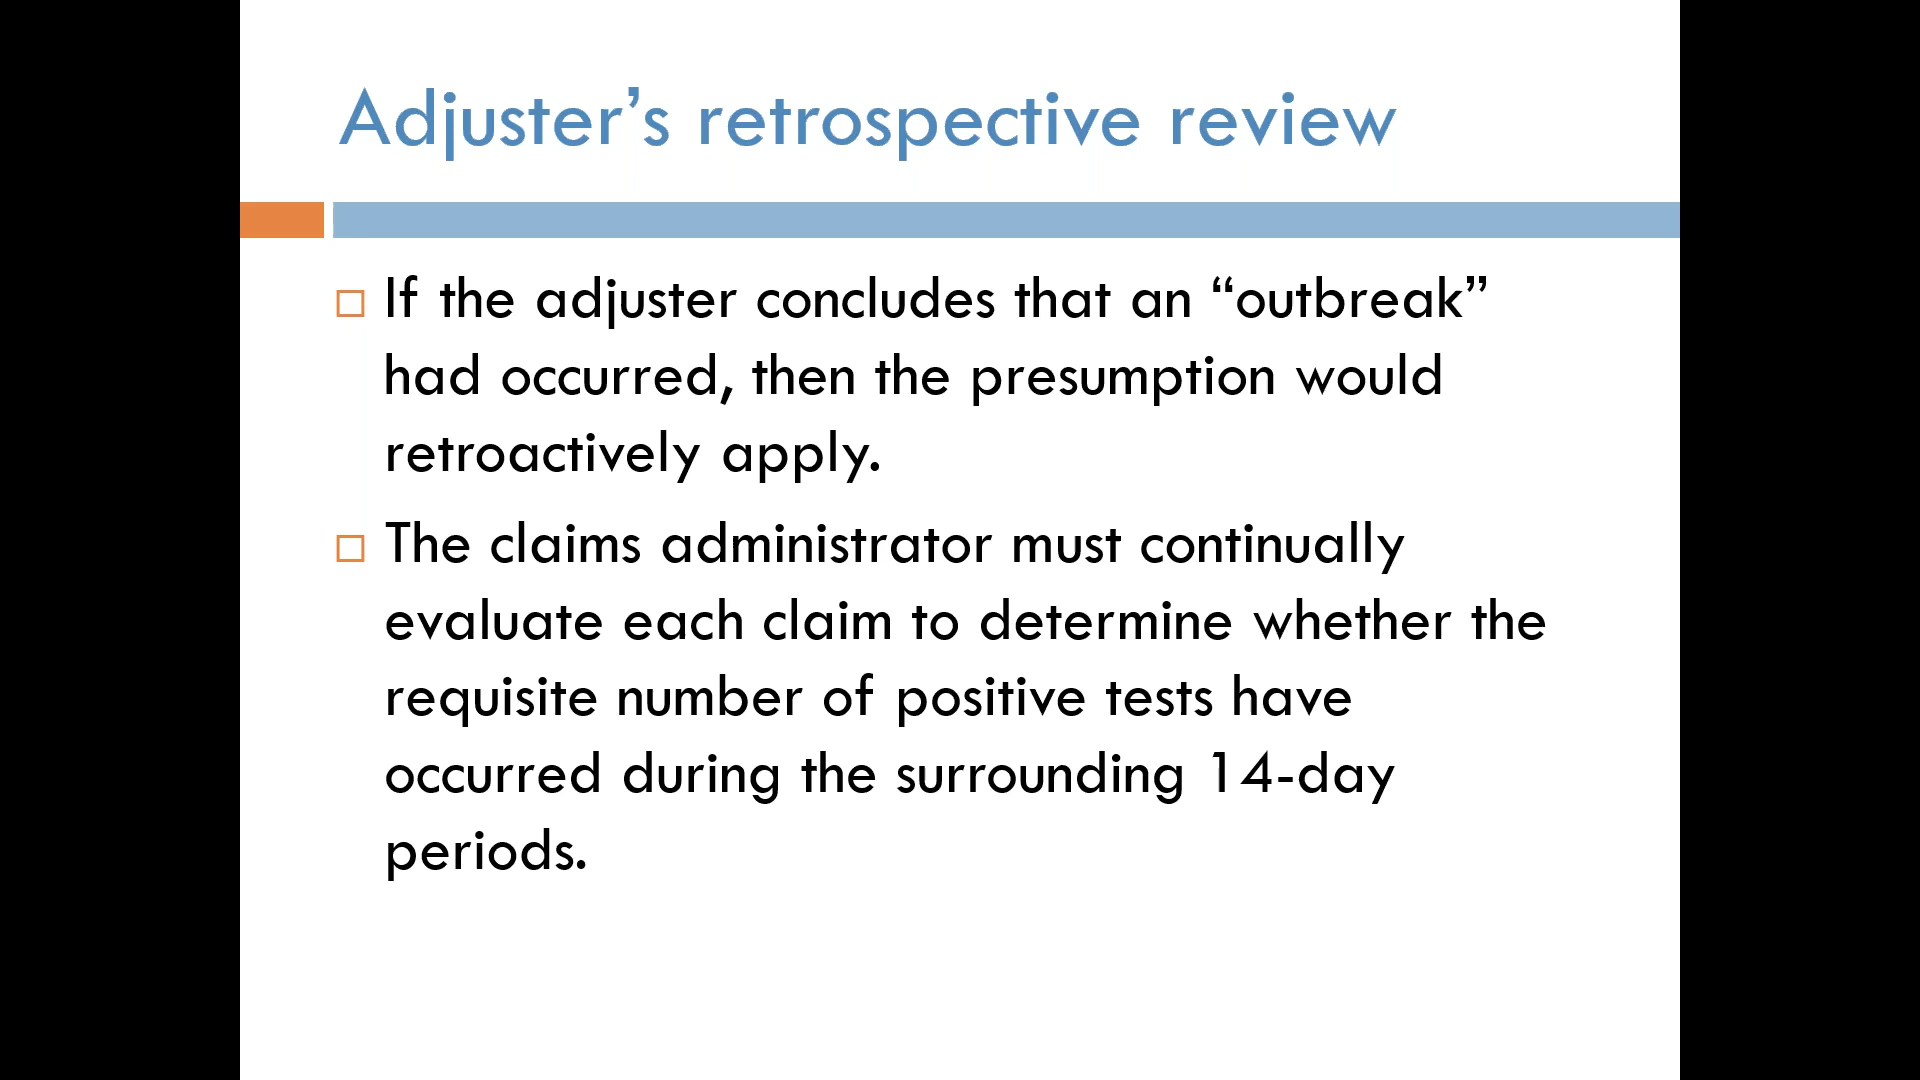 Adjuster’s retrospective review
If the adjuster concludes that an “outbreak”
had occurred, then the presumption would
retroactively apply.
The claims administrator must continually
evaluate each claim to determine whether the
requisite number of positive tests have
occurred during the surrounding 14-day
periods.